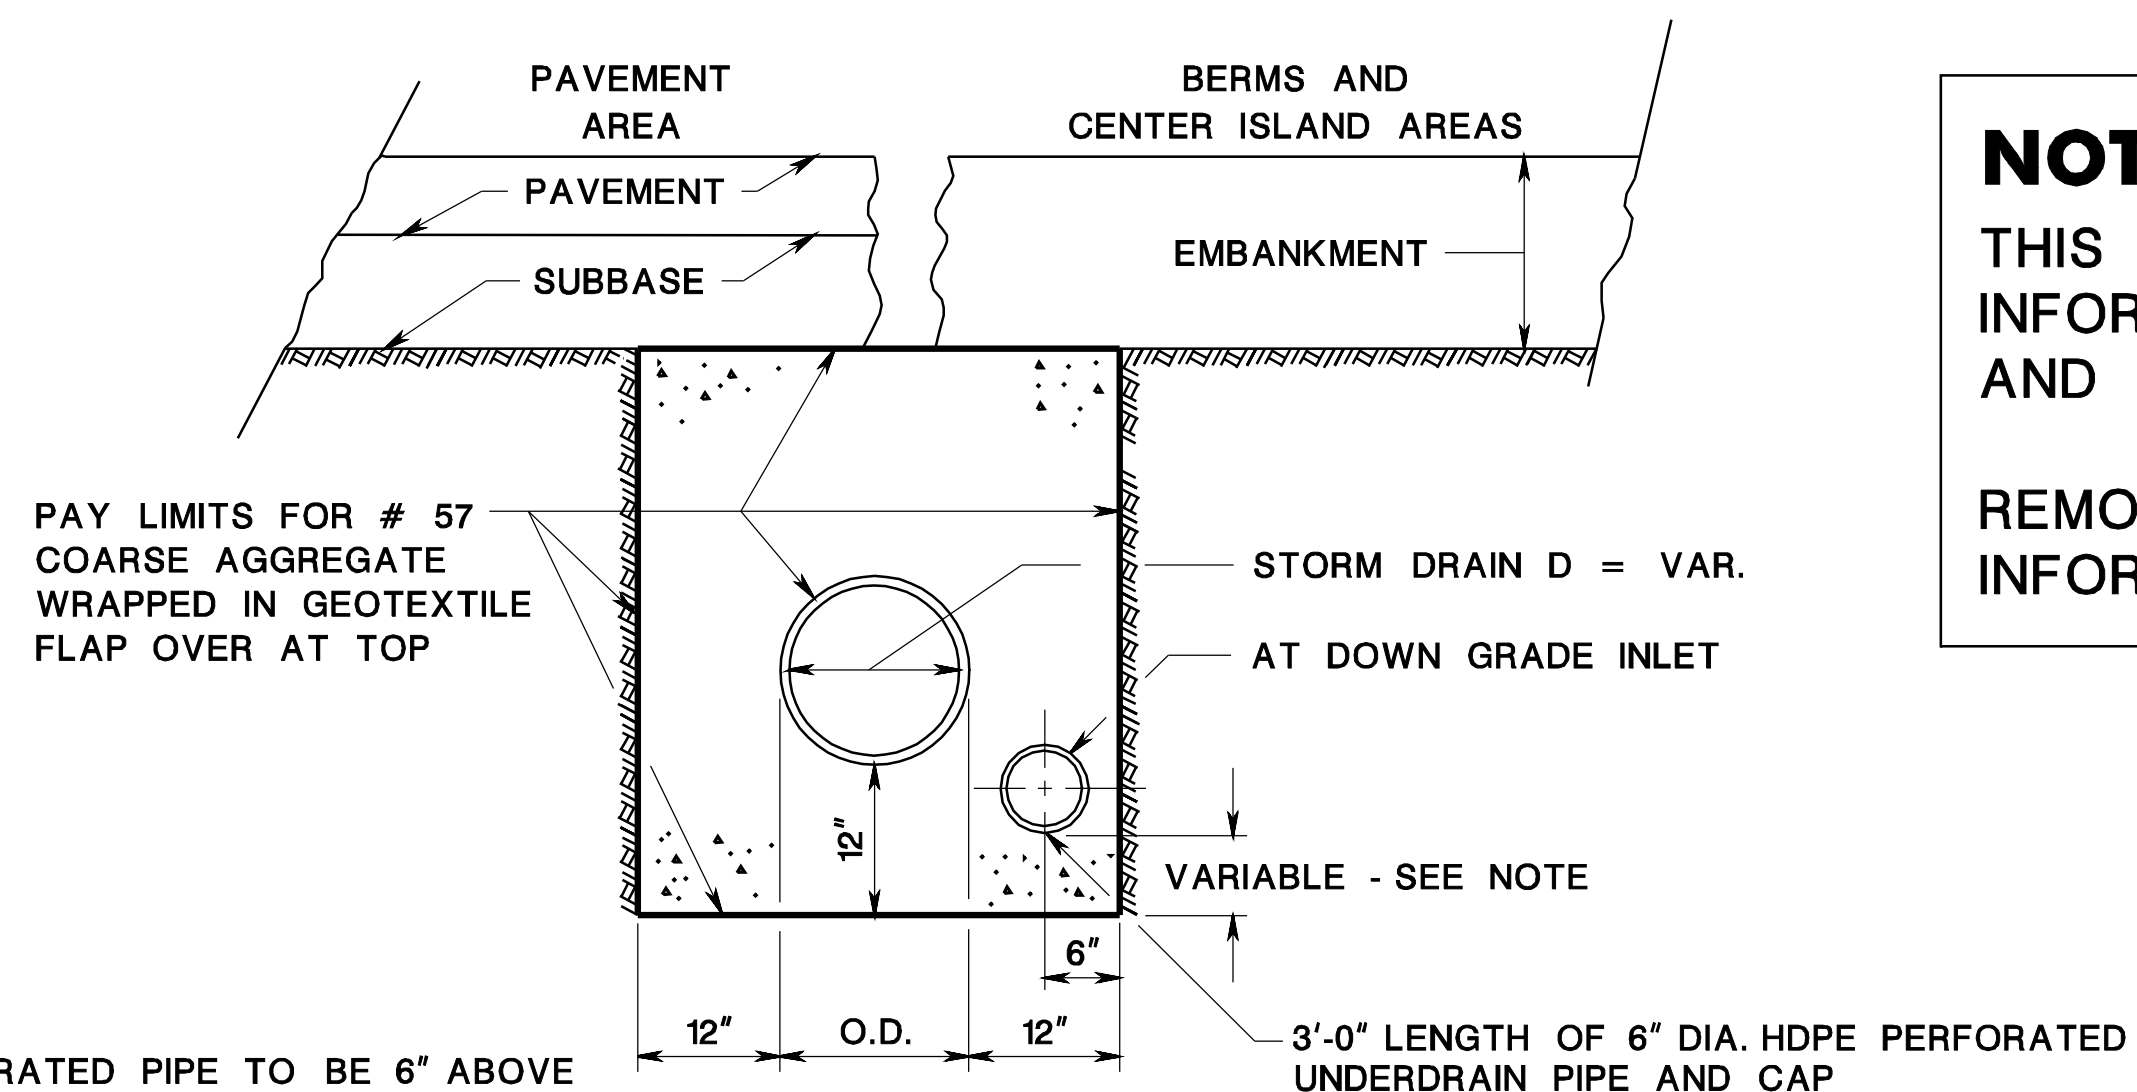 PAVEMENT
AREA
BERMS AND
CENTER ISLAND AREAS
PAVEMENT
SUBBASE
EMBANKMENT
PAY LIMITS FOR # 57
COARSE AGGREGATE
WRAPPED IN GEOTEXTILE
FLAP OVER AT TOP
STORM DRAIN D = VAR.
AT DOWN GRADE INLET
12"
VARIABLE - SEE NOTE
6"
12"
O.D.
12"
3'-0" LENGTH OF 6" DIA. HDPE PERFORATED
UNDERDRAIN PIPE AND CAP
RATED PIPE TO BE 6" ABOVE
NOT
THIS
INFOR
AND
REMO
INFOR